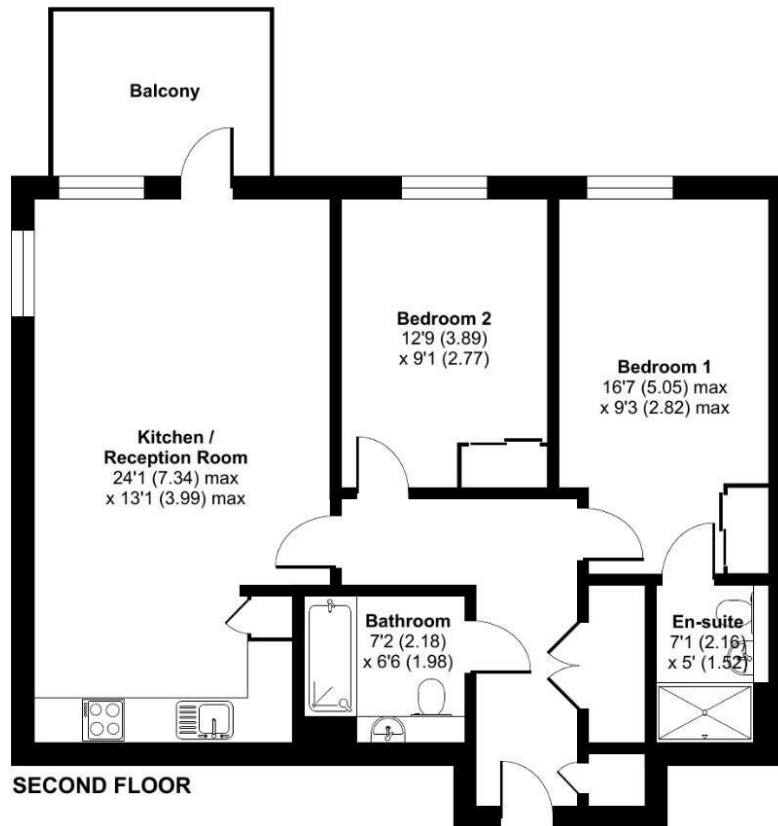 Balcony
Bedroom 2
12'9 (3.89)
x 9'1 (2.77)
Bedroom 1
16'7 (5.05) max
x 9'3 (2.82) max
Kitchen /
Reception Room
24'1 (7.34) max
x 13'1 (3.99) max
Bathroom
7'2 (2.18)
x 6'6 (1.98)
En-suite
7'1 (2.16)
x 5' (1.52)
SECOND FLOOR